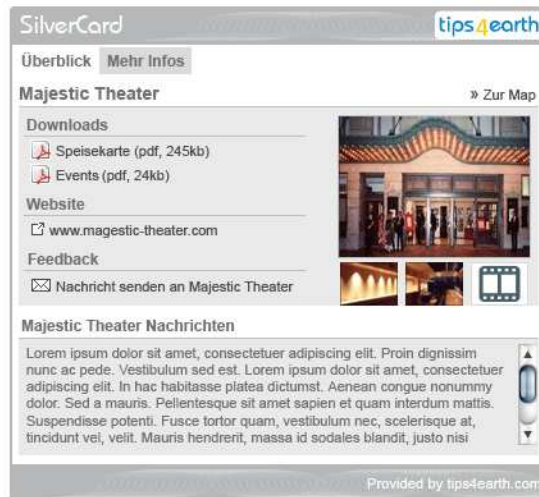 SilverCard
tips4earth
Überblick Mehr Infos
Majestic Theater
» Zur Map
Downloads
Speisekarte (pdf, 245kb)
Events (pdf, 24kb)
Website
www.magestic-theater.com
Feedback
Nachricht senden an Majestic Theater
Majestic Theater Nachrichten
Lorem ipsum dolor sit amet, consectetuer adipiscing elit. Proin dignissim
nunc ac pede. Vestibulum sed est. Lorem ipsum dolor sit amet, consectetuer
adipiscing elit. In hac habitasse platea dictumst. Aenean congue nonummy
dolor. Sed a mauris. Pellentesque sit amet sapien et quam interdum mattis.
Suspendisse potenti. Fusce tortor quam, vestibulum nec, scelerisque at,
tincidunt vel, velit. Mauris hendrerit, massa id sodales blandit, justo nisi
Provided by tips4earth.com